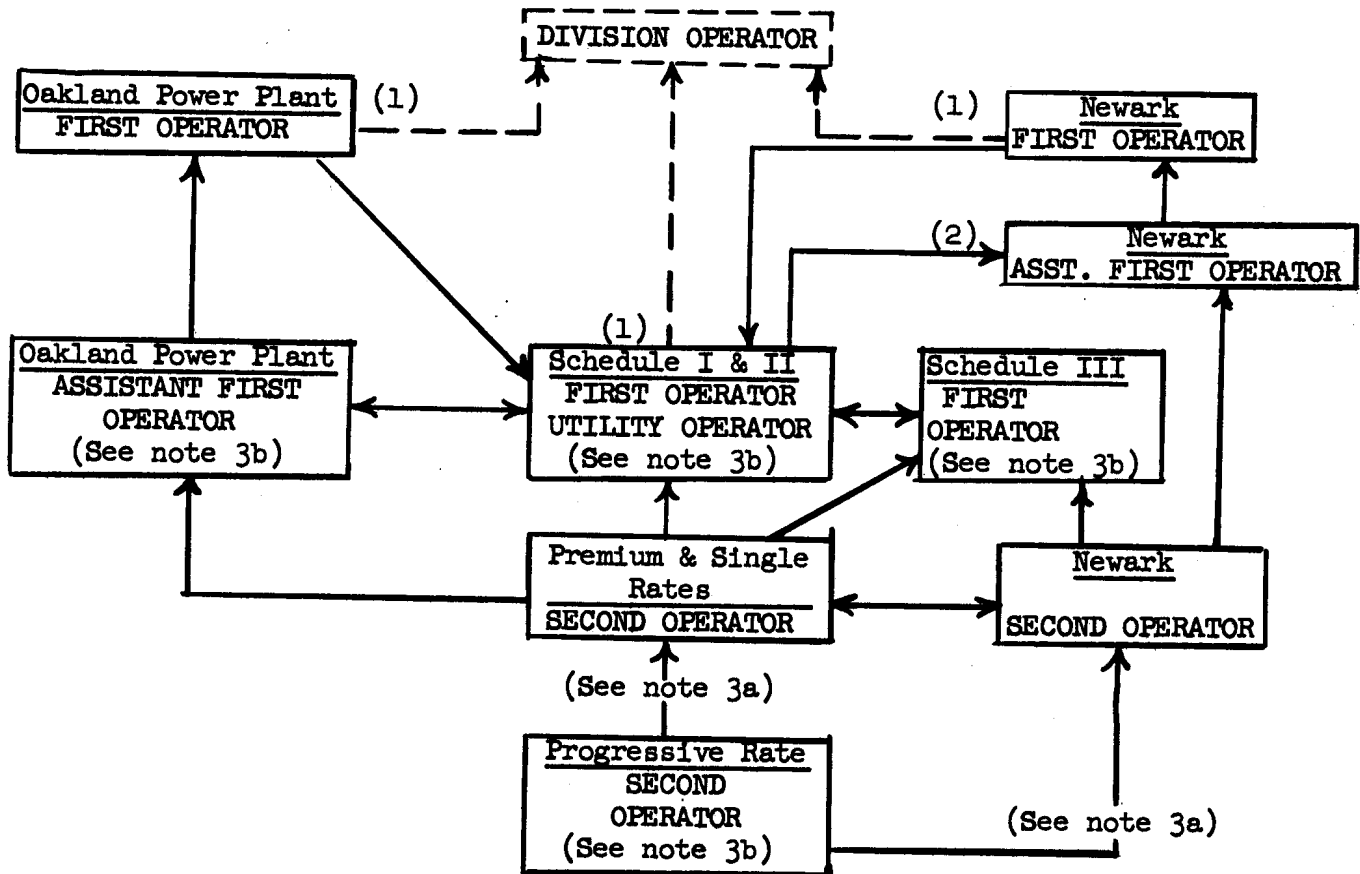 DIVISION OPERATOR
Oakland Power Plant
FIRST OPERATOR
(1)
(1)
Newark
FIRST OPERATOR
(2)
Newark
ASST. FIRST OPERATOR
Oakland Power Plant
ASSISTANT FIRST
OPERATOR
(See note 3b)
(1)
Schedule I & II
FIRST OPERATOR
UTILITY OPERATOR
(See note 3b)
Schedule III
FIRST
OPERATOR
(See note 3b)
Premium & Single
Rates
SECOND OPERATOR
Newark
SECOND OPERATOR
(See note 3a)
Progressive Rate
SECOND
OPERATOR
(See note 3b)
(See note 3a)